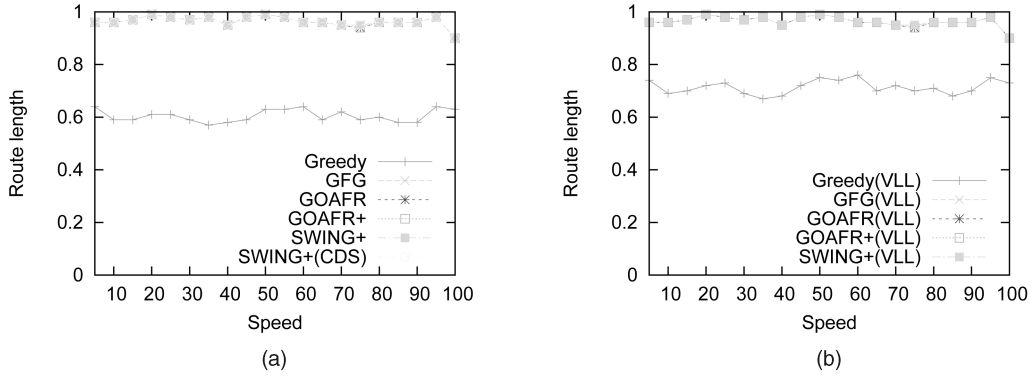 1
0.8
0.6
0.4
0.2
0
Route length
Greedy
GFG
GOAFR
GOAFR+
SWING+
SWING+(CDS)
10 20 30 40 50 60 70 80 90 100
Speed
(a)
1
0.8
0.6
0.4
0.2
0
Route length
Greedy(VLL)
GFG(VLL)
GOAFR(VLL)
GOAFR+(VLL)
SWING+(VLL)
10 20 30 40 50 60 70 80 90 100
Speed
(b)